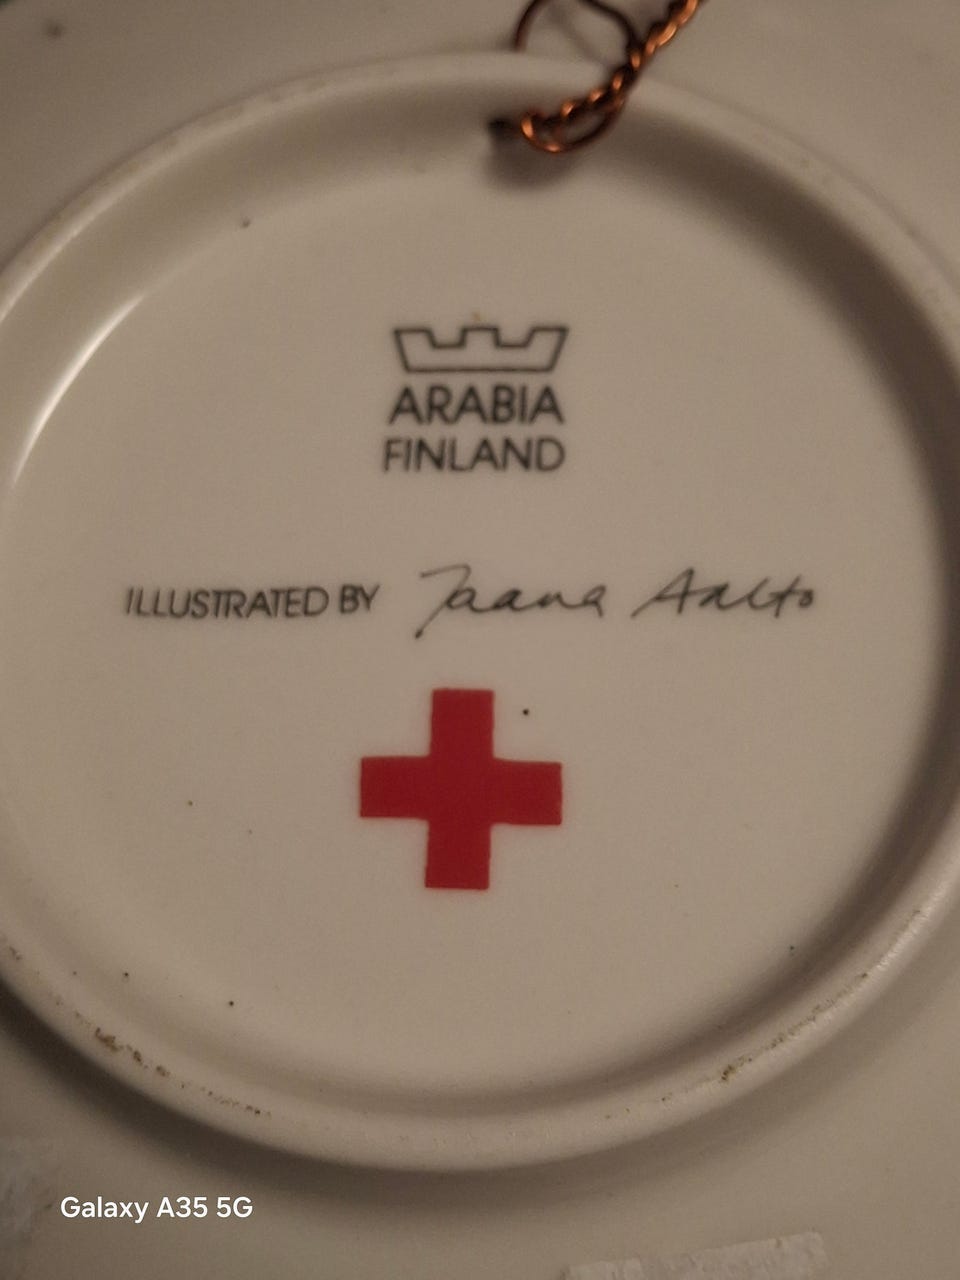 ARABIA
FINLAND
ILLUSTRATED BY Jaana Aalto
Galaxy A35 5G